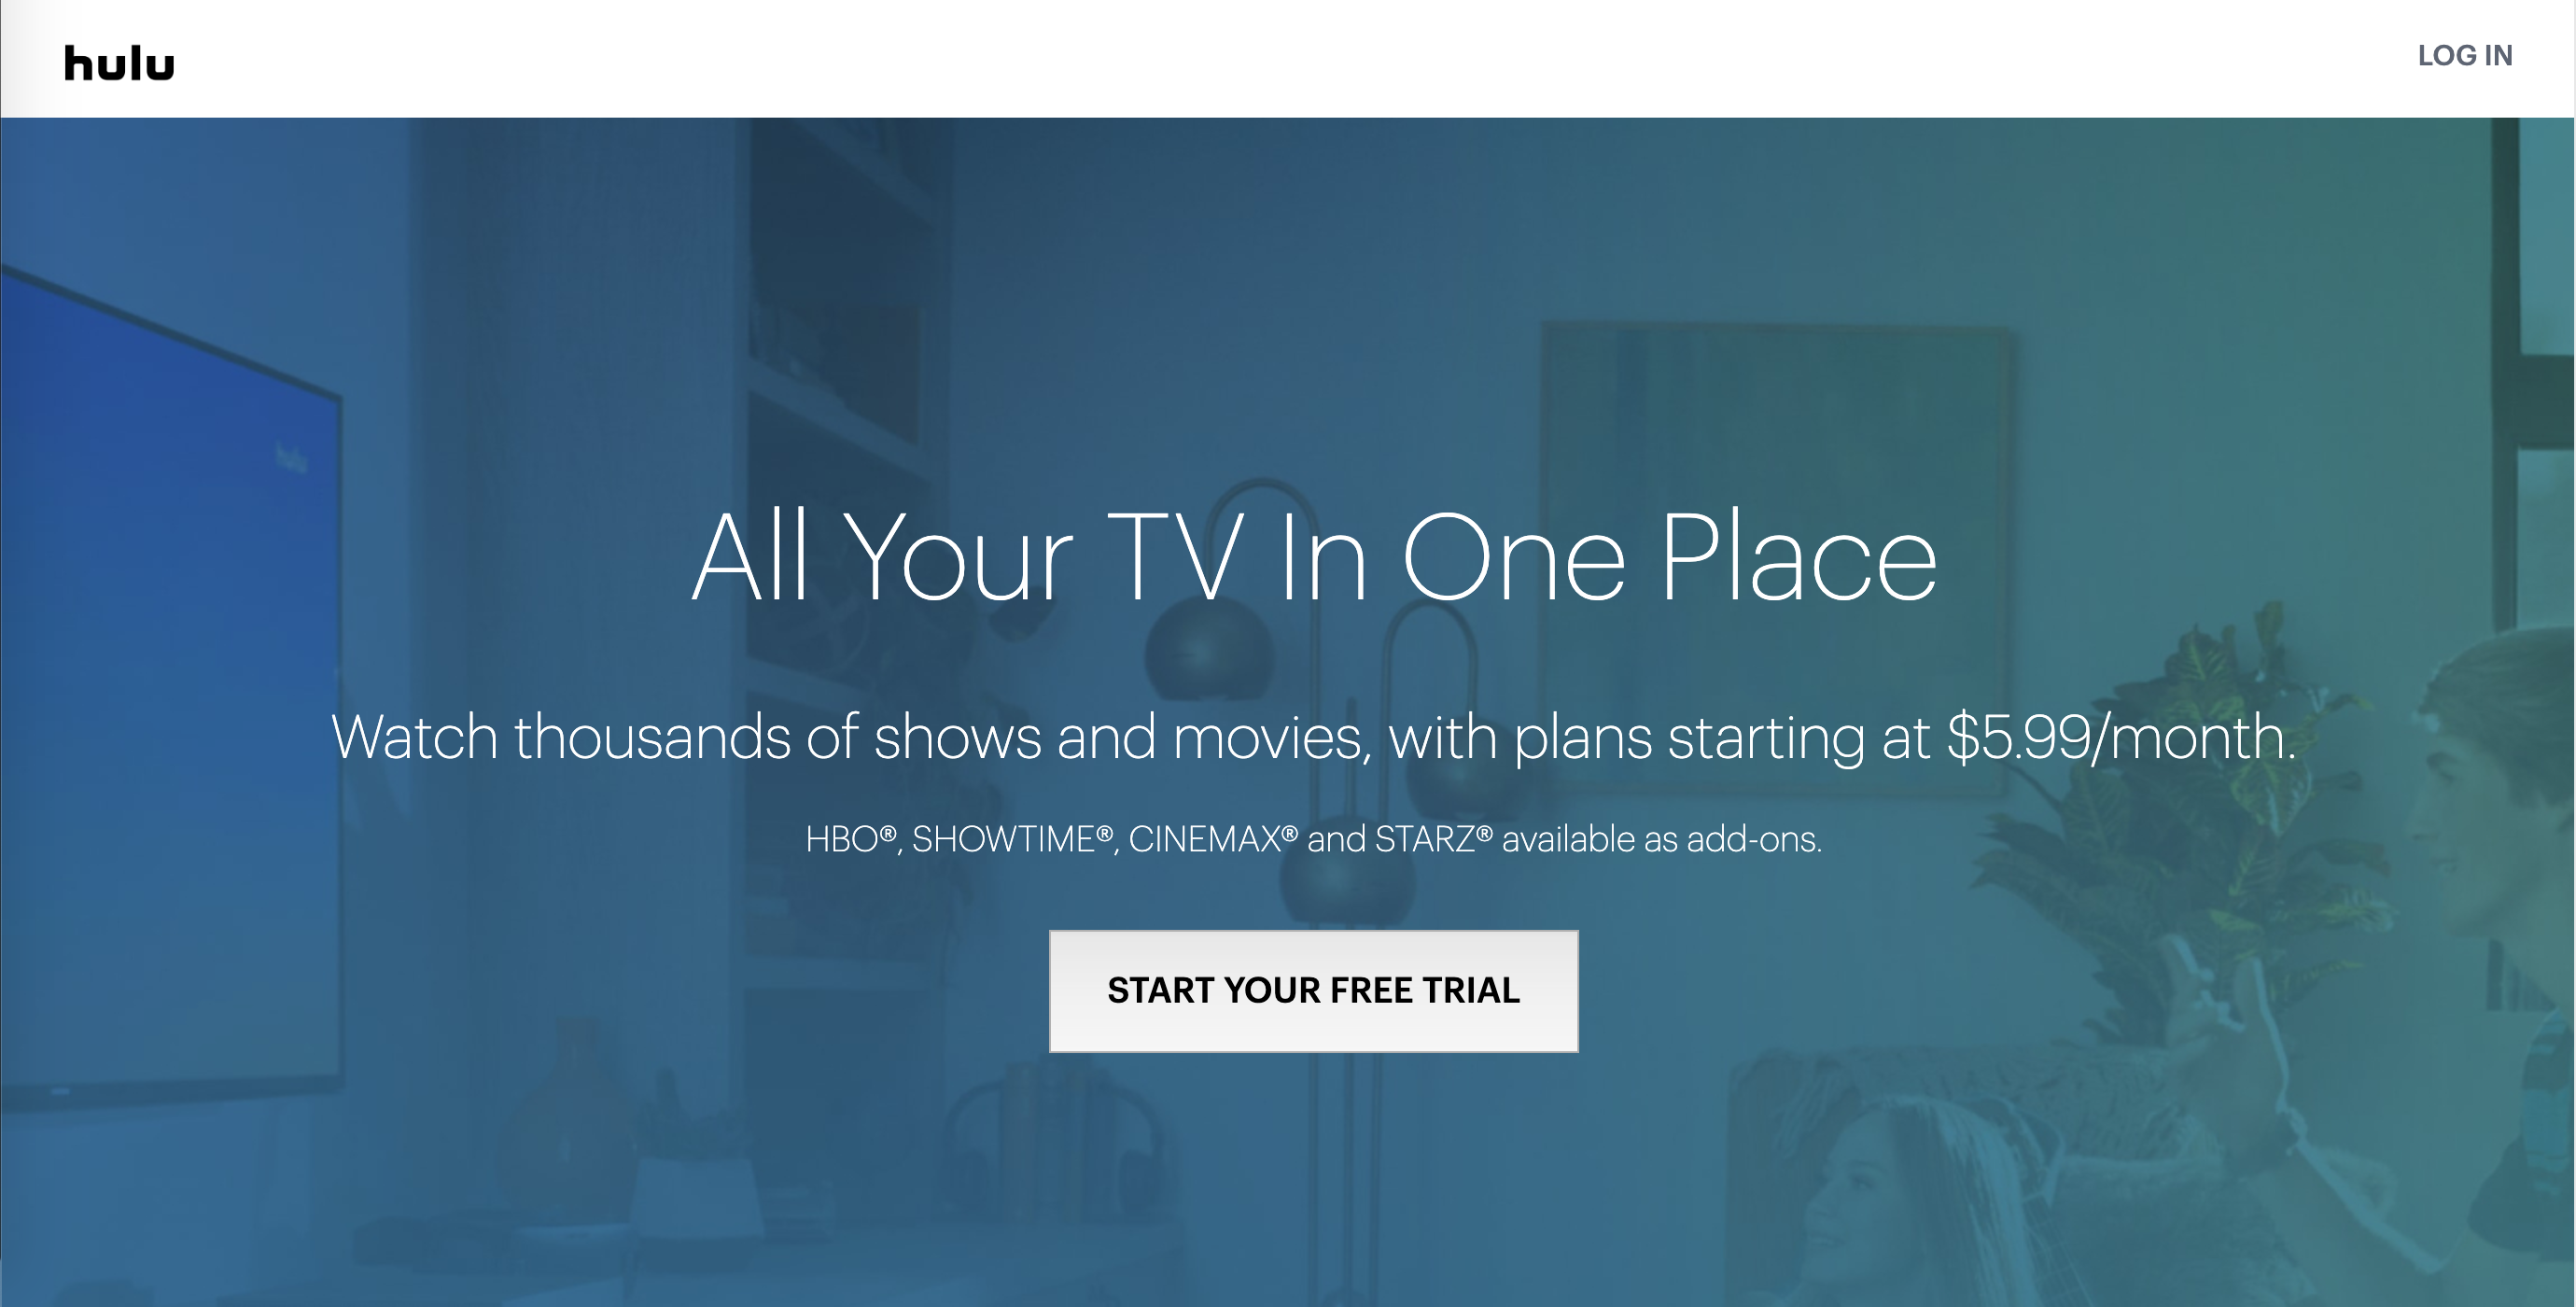 hulu
LOG IN
hulu
All Your TV In One Place
Watch thousands of shows and movies, with plans starting at $5.99/month.
HBO®, SHOWTIME®, CINEMAX® and STARZ® available as add-ons.
START YOUR FREE TRIAL